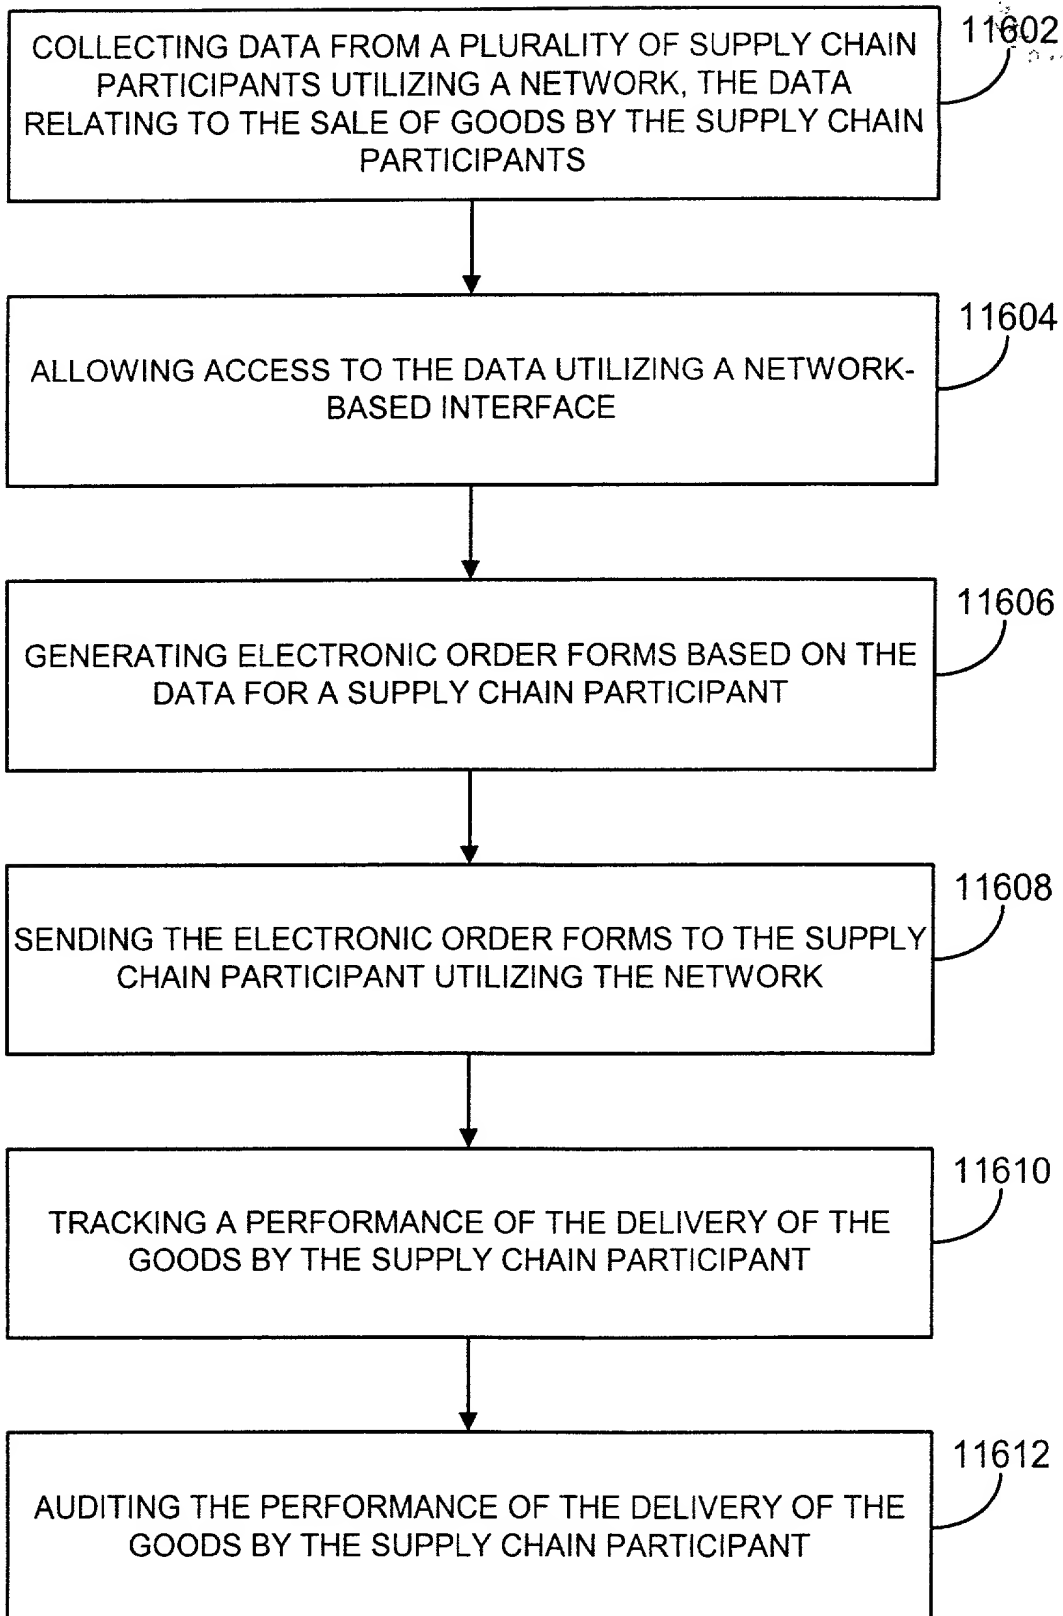 COLLECTING DATA FROM A PLURALITY OF SUPPLY CHAIN
PARTICIPANTS UTILIZING A NETWORK, THE DATA
RELATING TO THE SALE OF GOODS BY THE SUPPLY CHAIN
PARTICIPANTS
11602
ALLOWING ACCESS TO THE DATA UTILIZING A NETWORK-
BASED INTERFACE
11604
GENERATING ELECTRONIC ORDER FORMS BASED ON THE
DATA FOR A SUPPLY CHAIN PARTICIPANT
11606
SENDING THE ELECTRONIC ORDER FORMS TO THE SUPPLY
CHAIN PARTICIPANT UTILIZING THE NETWORK
11608
TRACKING A PERFORMANCE OF THE DELIVERY OF THE
GOODS BY THE SUPPLY CHAIN PARTICIPANT
11610
AUDITING THE PERFORMANCE OF THE DELIVERY OF THE
GOODS BY THE SUPPLY CHAIN PARTICIPANT
11612